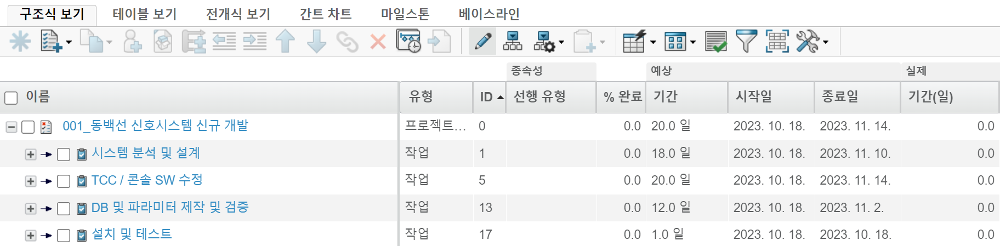 구조식 보기 테이블 보기 전개식 보기 간트 차트 마일스톤 베이스라인
종속성 예상 실제
이름 유형 ID 선행 유형 % 완료 기간 시작일 종료일 기간(일)
001_동백선 신호시스템 신규 개발 프로젝트... 0 0.0 20.0 일 2023. 10. 18. 2023. 11. 14. 0.0
시스템 분석 및 설계 작업 1 0.0 18.0 일 2023. 10. 18. 2023. 11. 10. 0.0
TCC / 콘솔 SW 수정 작업 5 0.0 20.0 일 2023. 10. 18. 2023. 11. 14. 0.0
DB 및 파라미터 제작 및 검증 작업 13 0.0 12.0 일 2023. 10. 18. 2023. 11. 2. 0.0
설치 및 테스트 작업 17 0.0 1.0 일 2023. 10. 18. 2023. 10. 18. 0.0